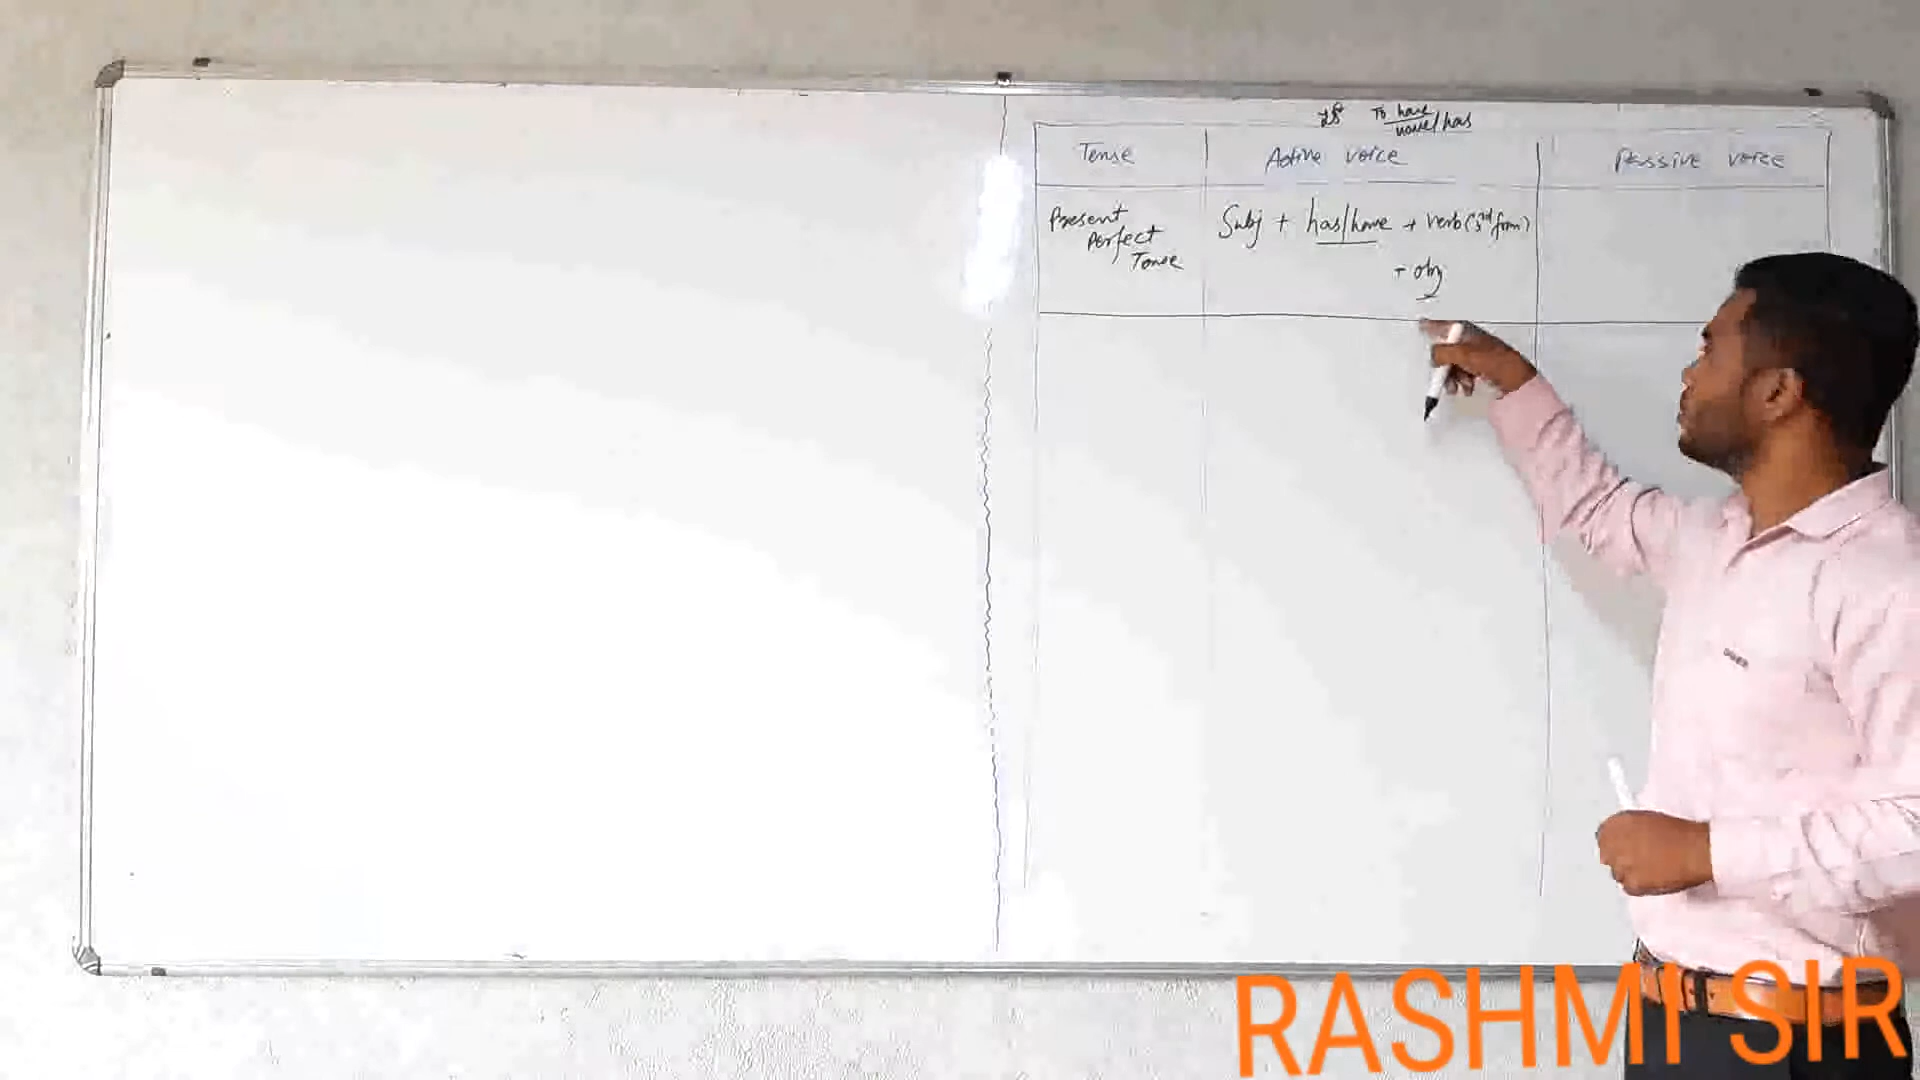 To have
have/has
Tense Active voice Passive voice
Present Subj + has/have + verb (3rd form)
Perfect
Tense
+ obj
RASHMI SIR